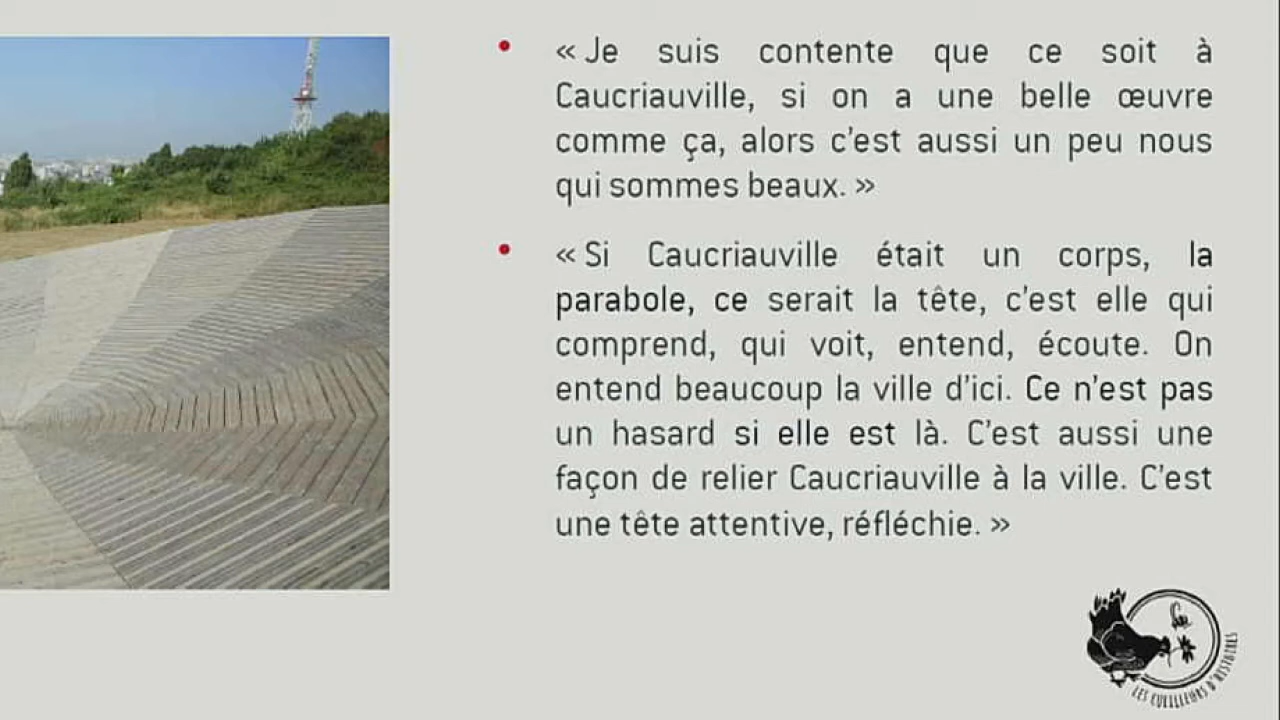 « Je suis contente que ce soit à
Caucriauville, si on a une belle œuvre
comme ça, alors c’est aussi un peu nous
qui sommes beaux. »
« Si Caucriauville était un corps, la
parabole, ce serait la tête, c’est elle qui
comprend, qui voit, entend, écoute. On
entend beaucoup la ville d’ici. Ce n’est pas
un hasard si elle est là. C’est aussi une
façon de relier Caucriauville à la ville. C’est
une tête attentive, réfléchie. »
LES CUEILLEURS D'HISTOIRES